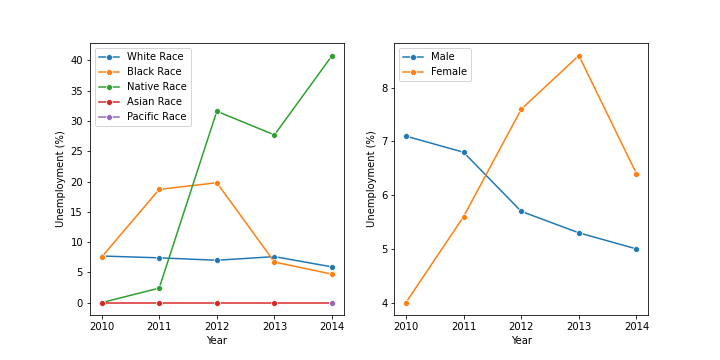 White Race
Black Race
Native Race
Asian Race
Pacific Race
Unemployment (%)
40
35
30
25
20
15
10
5
0
2010 2011 2012 2013 2014
Year
Male
Female
Unemployment (%)
8
7
6
5
4
2010 2011 2012 2013 2014
Year